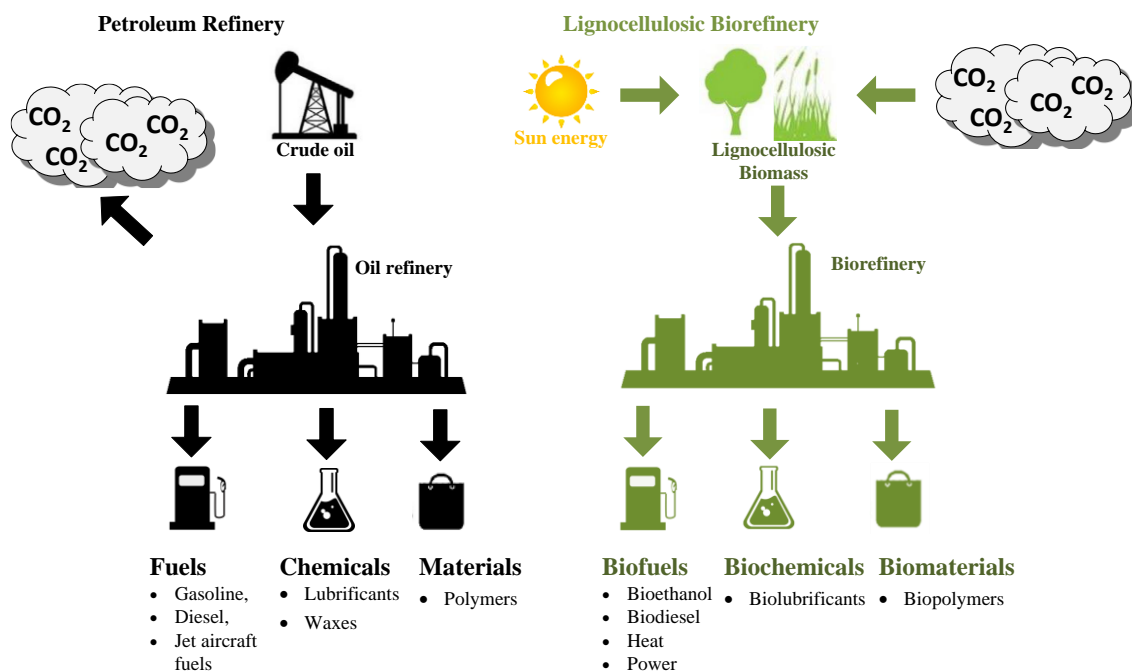 Petroleum Refinery
CO2
CO2
CO2
CO2
Crude oil
Oil refinery
Fuels
• Gasoline,
• Diesel,
• Jet aircraft
fuels
Chemicals
• Lubrificants
• Waxes
Materials
• Polymers
Lignocellulosic Biorefinery
Sun energy
Lignocellulosic
Biomass
CO2
CO2
CO2
CO2
Biorefinery
Biofuels
• Bioethanol
• Biodiesel
• Heat
• Power
Biochemicals
• Biolubrificants
Biomaterials
• Biopolymers